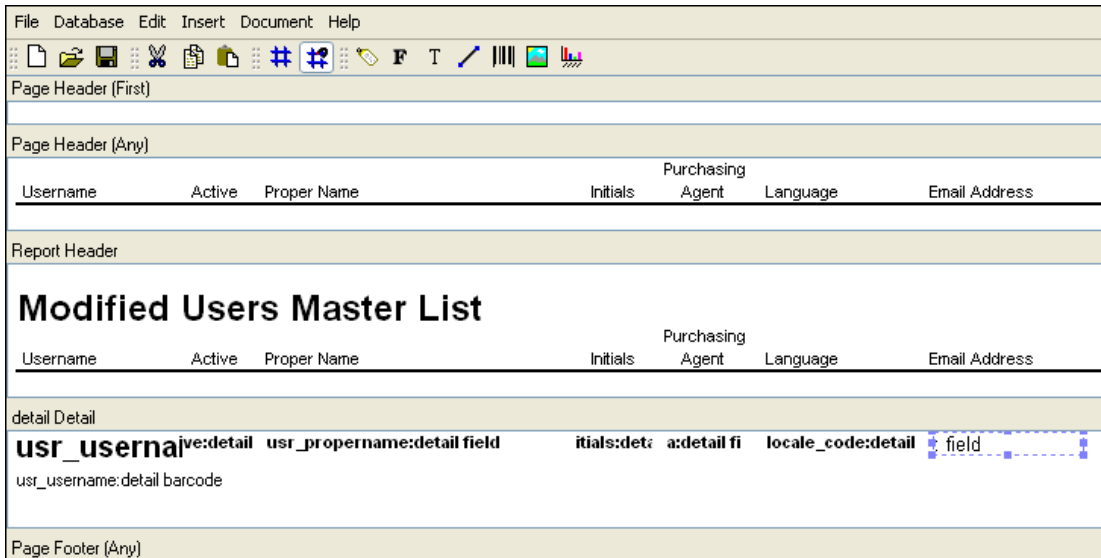 File Database Edit Insert Document Help
F T
Page Header (First)
Page Header (Any)
Purchasing
Username Active Proper Name Initials Agent Language Email Address
Report Header
Modified Users Master List
Purchasing
Username Active Proper Name Initials Agent Language Email Address
detail Detail
usr_usernai ve:detail usr_propername:detail field itials:deta a:detail fi locale_code:detail : field
usr_username:detail barcode
Page Footer (Any)